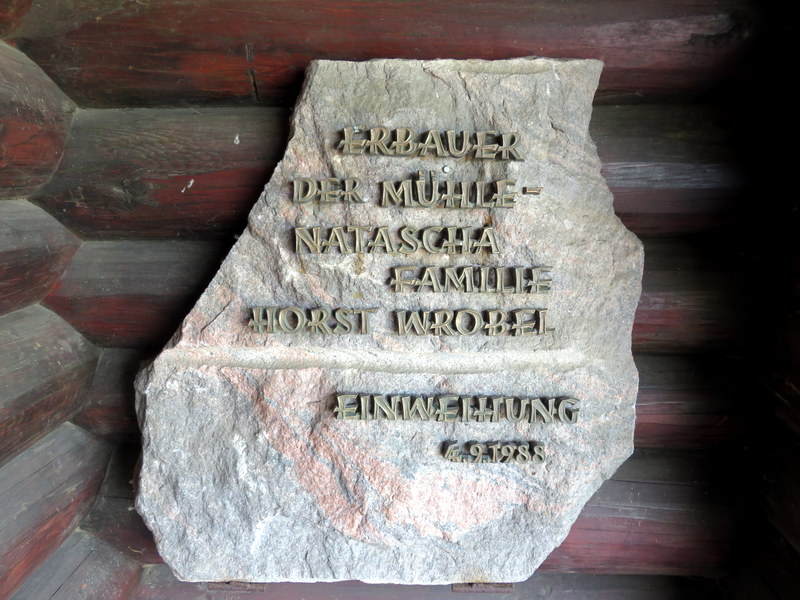 ERBAUER
DER MÜHLE-
NATASCHA
FAMILIE
HORST WROBEL
EINWEIHUNG
4.9.1988